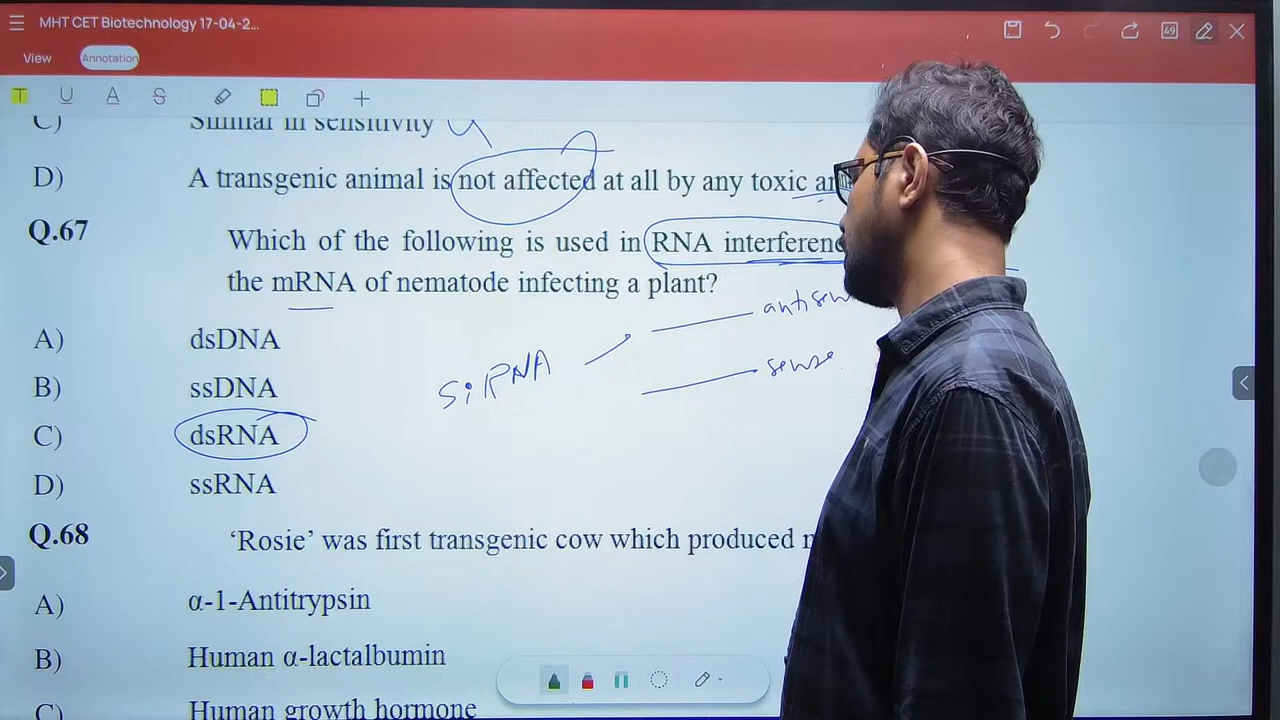 MHT CET Biotechnology 17-04-2...
49
View
Annotation
T U A S
C) Similar in sensitivity
D) A transgenic animal is not affected at all by any toxic
Q.67 Which of the following is used in RNA
the mRNA of nematode infecting a plant?
A) dsDNA
B) ssDNA
C) dsRNA
D) ssRNA
siRNA
sense
Q.68 ‘Rosie’ was first transgenic cow which produced
A) α-1-Antitrypsin
B) Human α-lactalbumin
C) Human growth hormone